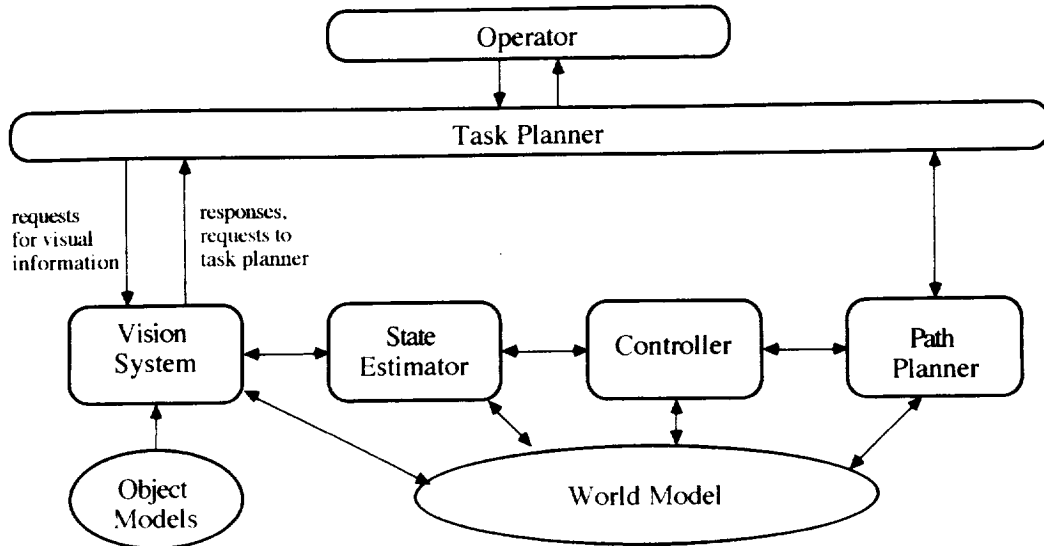 Operator
Task Planner
requests
for visual
information
responses,
requests to
task planner
Vision
System
State
Estimator
Controller
Path
Planner
Object
Models
World Model